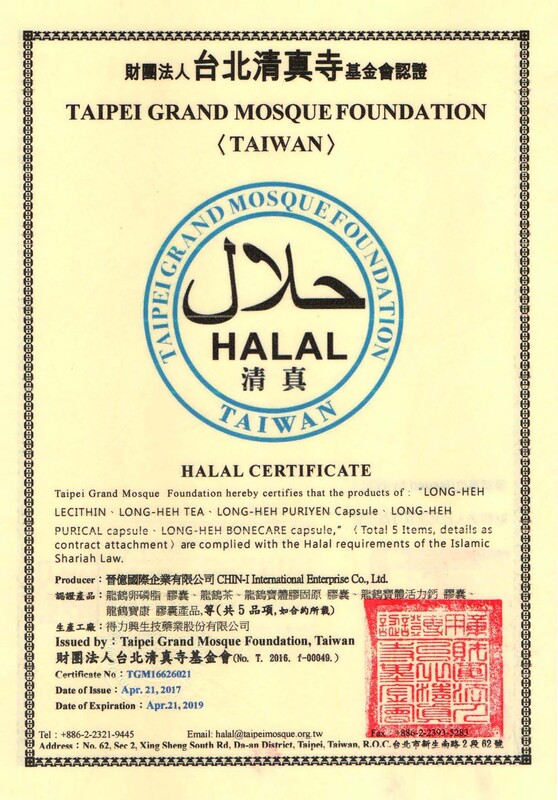 財團法人台北清真寺基金會認證
TAIPEI GRAND MOSQUE FOUNDATION
〈TAIWAN〉
TAIPEI GRAND MOSQUE FOUNDATION
حلال
HALAL
清真
TAIWAN
HALAL CERTIFICATE
Taipei Grand Mosque Foundation hereby certifies that the products of：“LONG-HEH
LECITHIN、LONG-HEH TEA、LONG-HEH PURIYEN Capsule、LONG-HEH
PURICAL capsule、LONG-HEH BONECARE capsule,”〈Total 5 Items, details as
contract attachment〉are complied with the Halal requirements of the Islamic
Shariah Law.
Producer：晉億國際企業有限公司 CHIN-I International Enterprise Co., Ltd.
認證產品：龍鶴卵磷脂 膠囊、龍鶴茶、龍鶴寶體膠固原 膠囊、龍鶴寶體活力鈣 膠囊、
龍鶴寶康 膠囊產品,等(共 5 品項,如合約所載)
生產工廠：得力興生技藥業股份有限公司
Issued by：Taipei Grand Mosque Foundation, Taiwan
財團法人台北清真寺基金會(No. T. 2016. f-00049.)
Certificate No：TGM16626021
Date of Issue：Apr. 21, 2017
Date of Expiration：Apr.21, 2019
Tel：+886-2-2321-9445 Email: halal@taipeimosque.org.tw Fax：+886-2-2393-5283
Address：No. 62, Sec 2, Xing Sheng South Rd, Da-an District, Taipei, Taiwan, R.O.C.台北市新生南路 2 段 62 號